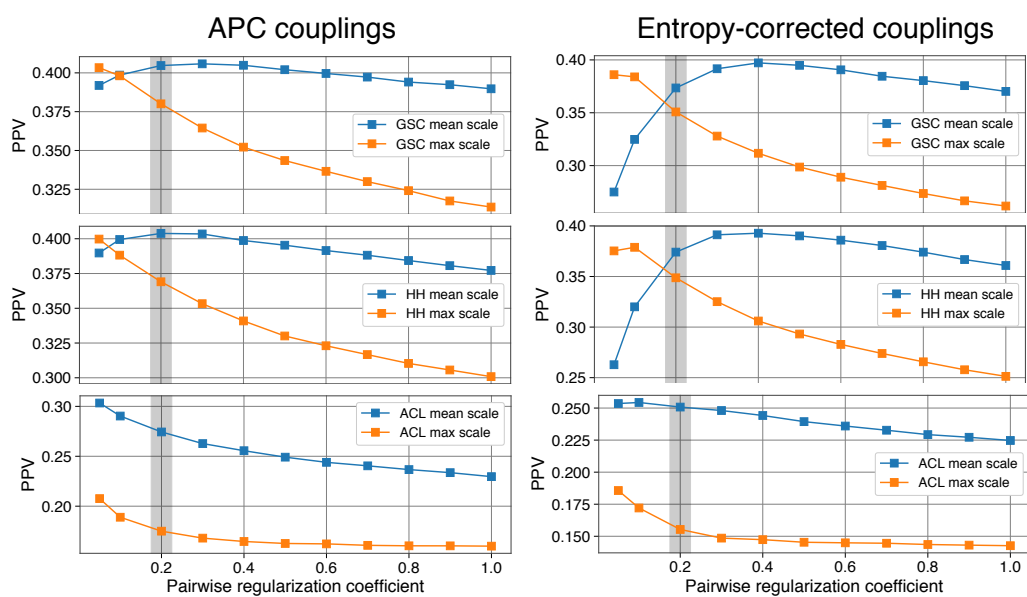 APC couplings
Entropy-corrected couplings
0.400
0.375
0.350
0.325
PPV
GSC mean scale
GSC max scale
0.40
0.35
0.30
PPV
GSC mean scale
GSC max scale
0.400
0.375
0.350
0.325
0.300
PPV
HH mean scale
HH max scale
0.40
0.35
0.30
0.25
PPV
HH mean scale
HH max scale
0.30
0.25
0.20
PPV
ACL mean scale
ACL max scale
0.2 0.4 0.6 0.8 1.0
Pairwise regularization coefficient
0.250
0.225
0.200
0.175
0.150
PPV
ACL mean scale
ACL max scale
0.2 0.4 0.6 0.8 1.0
Pairwise regularization coefficient